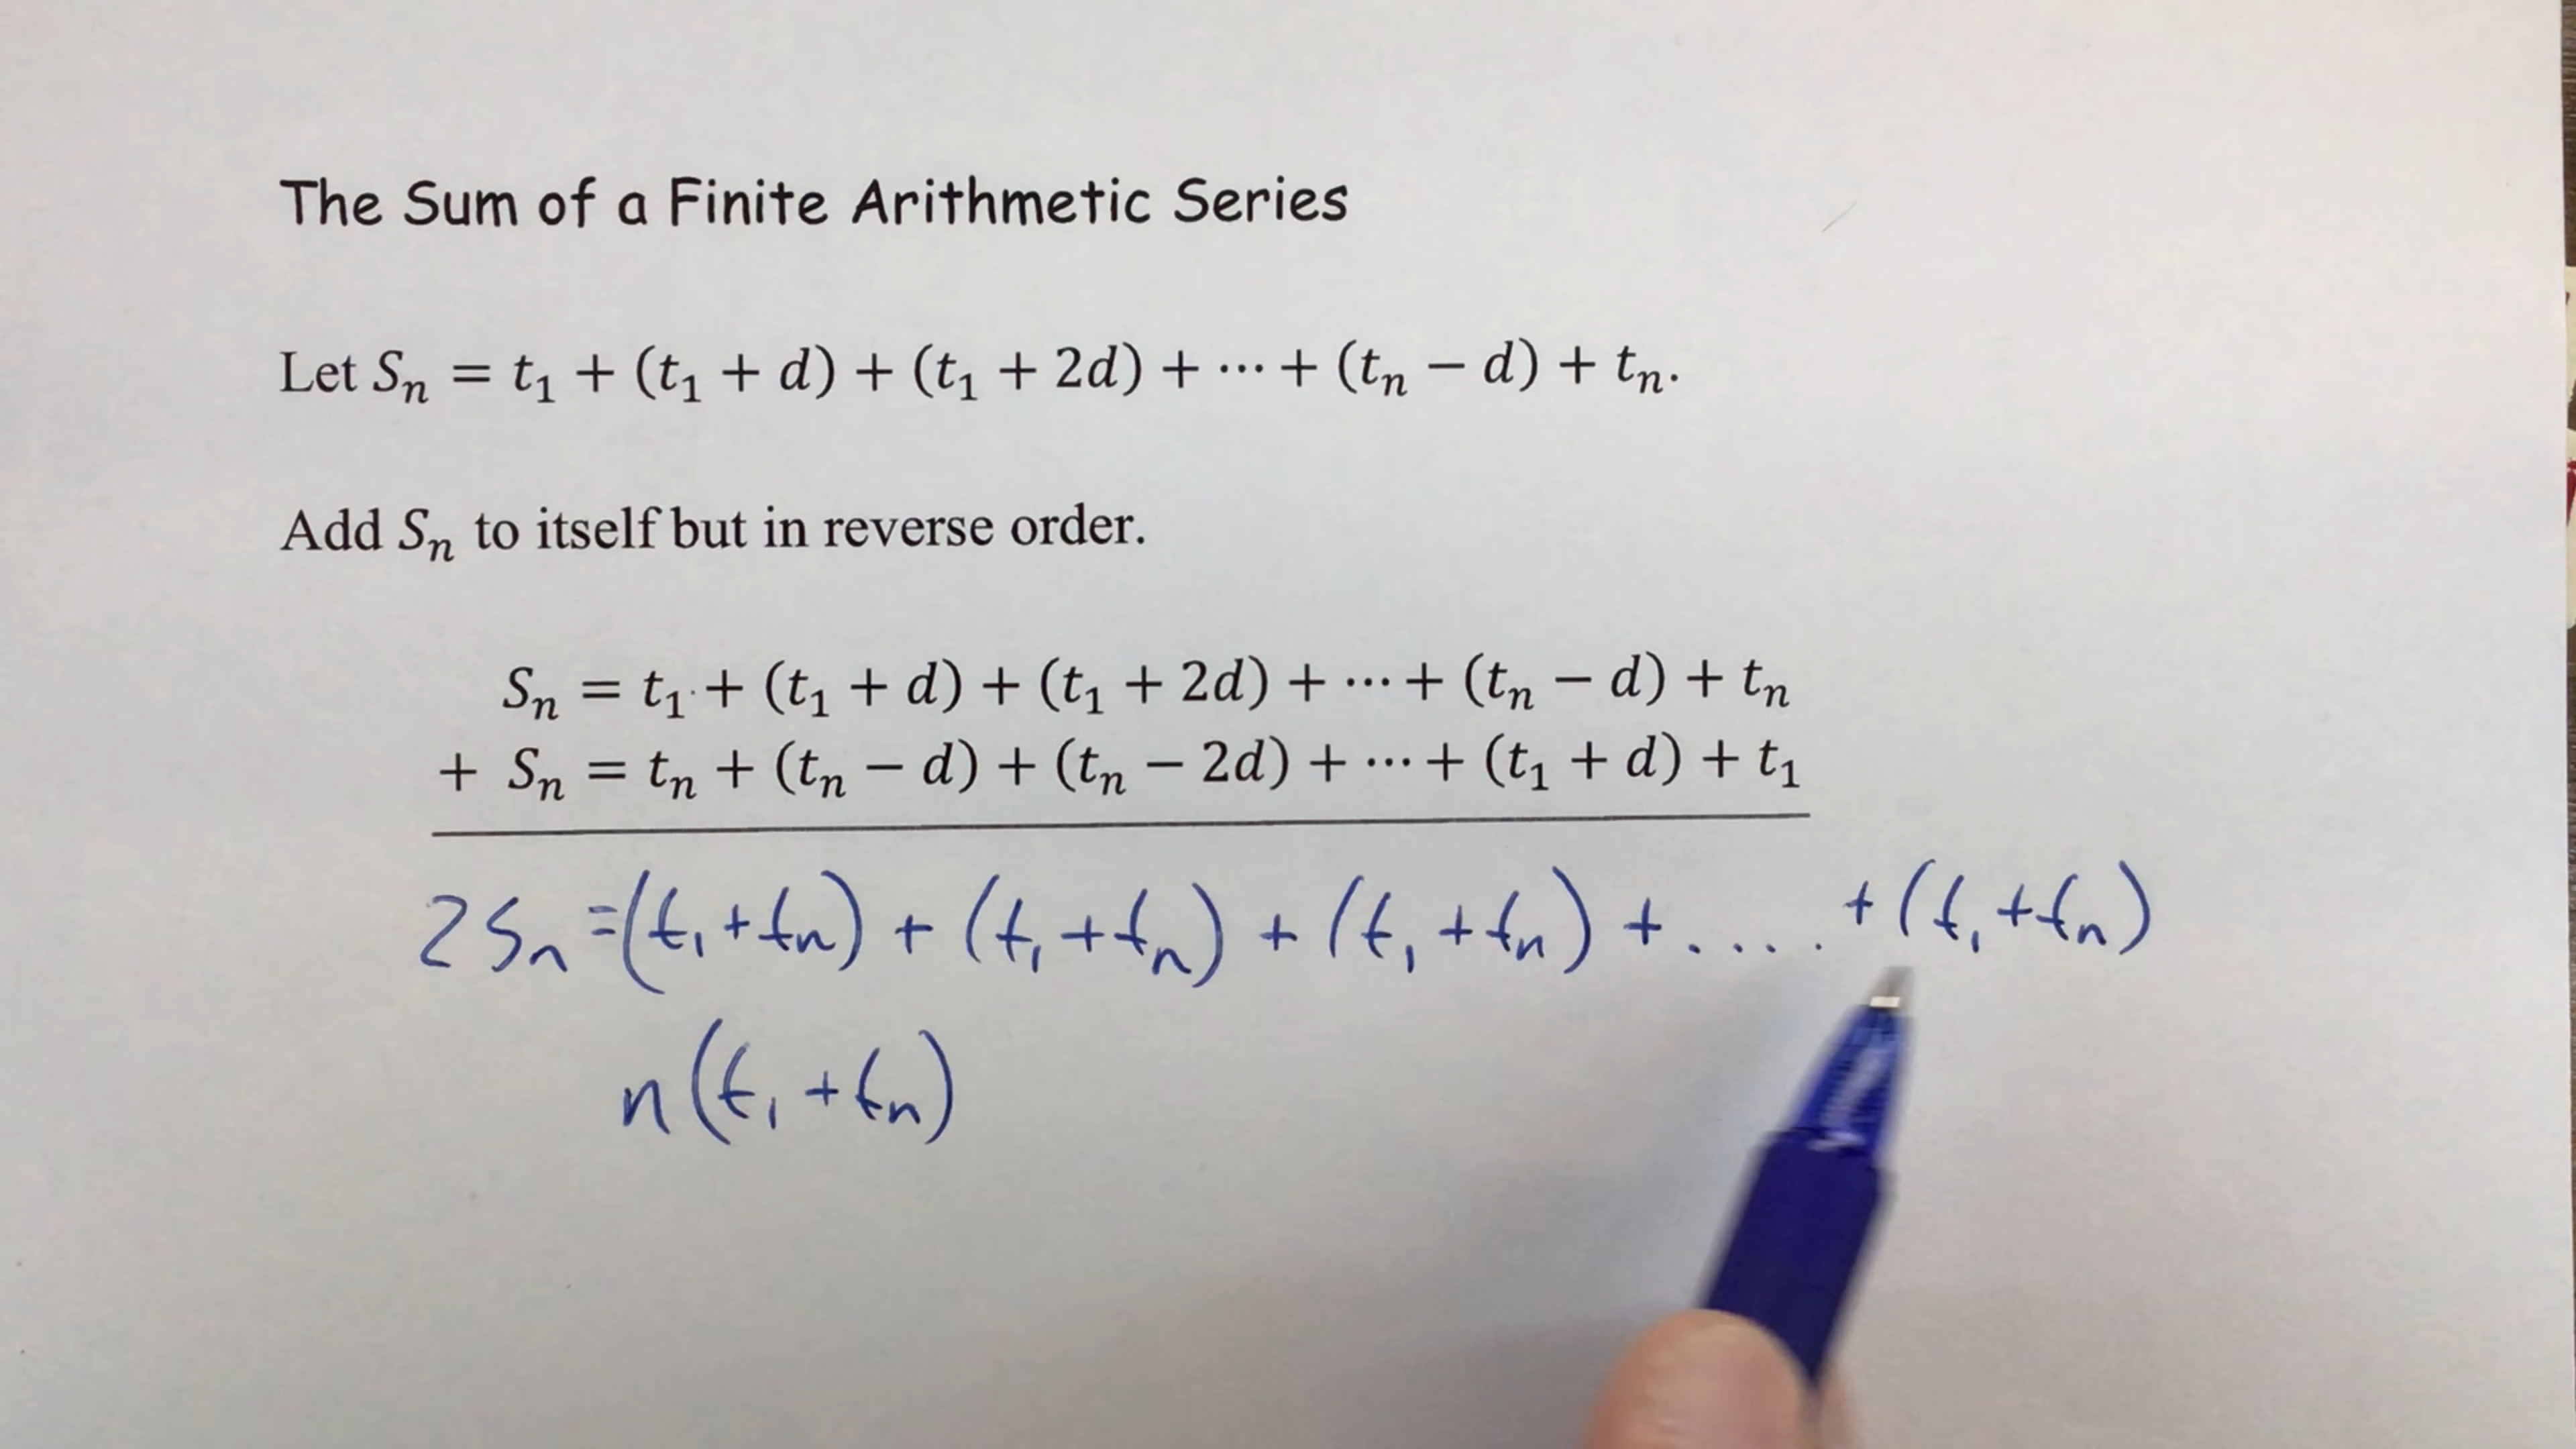 The Sum of a Finite Arithmetic Series
Let Sₙ = t₁ + (t₁ + d) + (t₁ + 2d) + ⋯ + (tₙ − d) + tₙ.
Add Sₙ to itself but in reverse order.
Sₙ = t₁ + (t₁ + d) + (t₁ + 2d) + ⋯ + (tₙ − d) + tₙ
+ Sₙ = tₙ + (tₙ − d) + (tₙ − 2d) + ⋯ + (t₁ + d) + t₁
2Sₙ = (t₁ + tₙ) + (t₁ + tₙ) + (t₁ + tₙ) + .... + (t₁ + tₙ)
n(t₁ + tₙ)